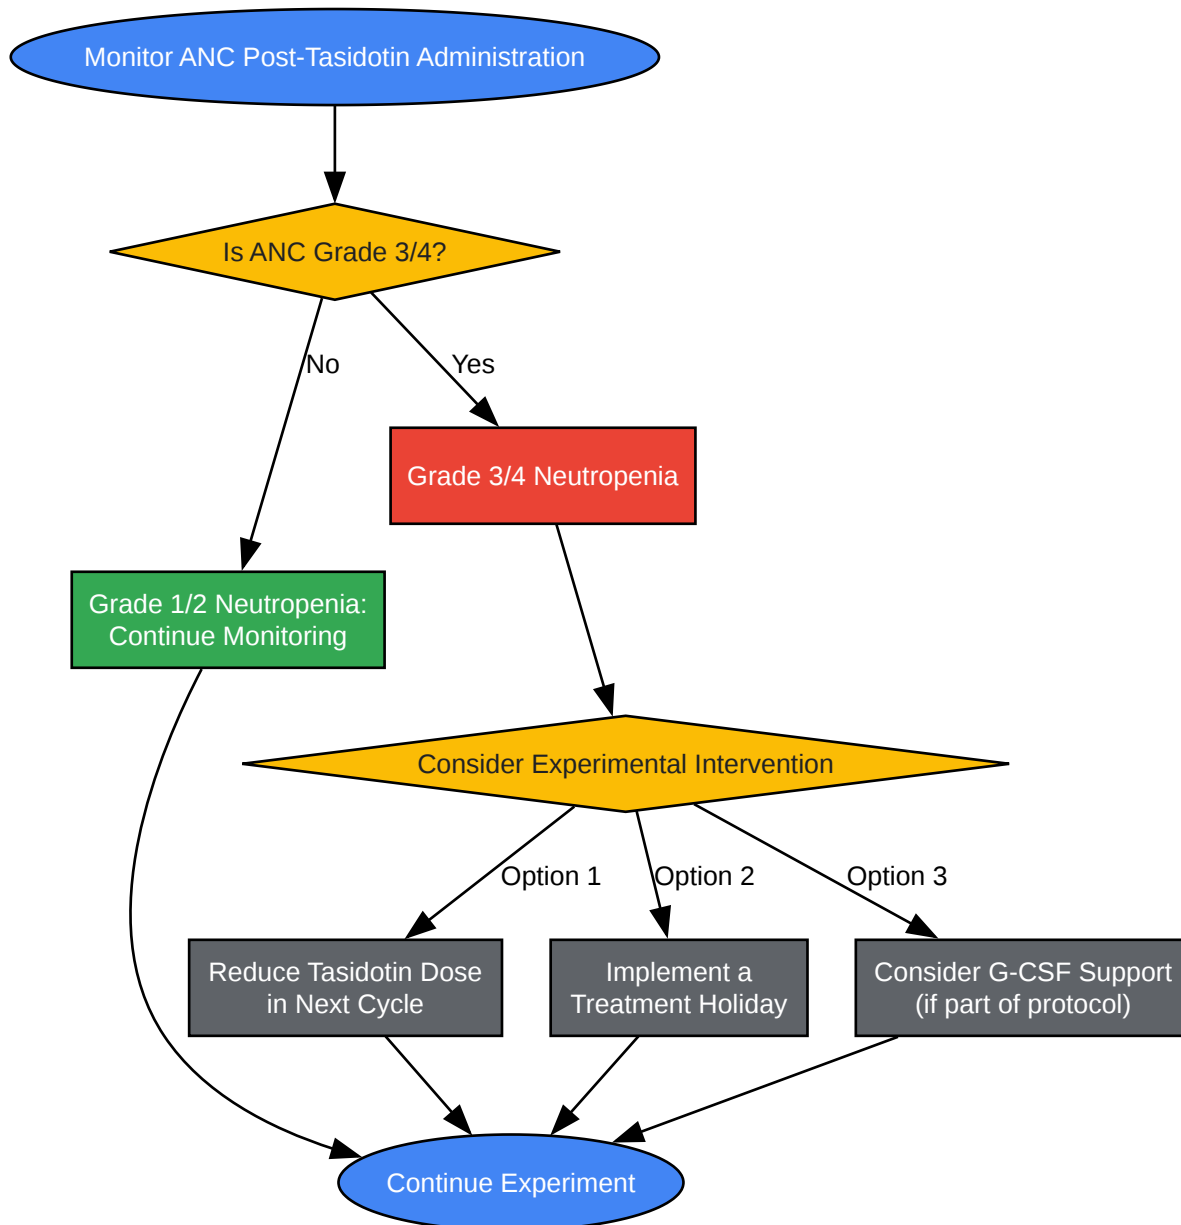 Monitor ANC Post-Tasidotin Administration
Is ANC Grade 3/4?
No
Yes
Grade 3/4 Neutropenia
Grade 1/2 Neutropenia:
Continue Monitoring
Consider Experimental Intervention
Option 1
Option 2
Option 3
Reduce Tasidotin Dose
in Next Cycle
Implement a
Treatment Holiday
Consider G-CSF Support
(if part of protocol)
Continue Experiment